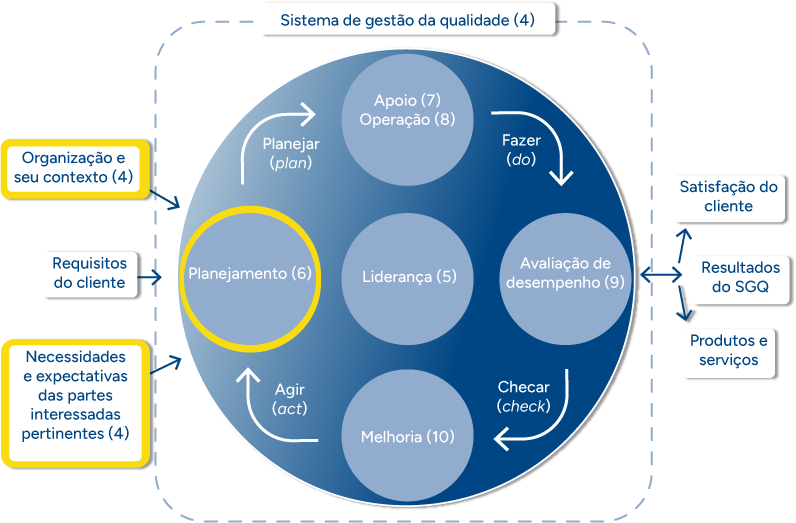 Sistema de gestão da qualidade (4)
Apoio (7)
Operação (8)
Planejar
(plan)
Fazer
(do)
Organização e
seu contexto (4)
Satisfação do
cliente
Requisitos
do cliente
Planejamento (6)
Liderança (5)
Avaliação de
desempenho (9)
Resultados
do SGQ
Produtos e
serviços
Necessidades
e expectativas
das partes
interessadas
pertinentes (4)
Agir
(act)
Checar
(check)
Melhoria (10)